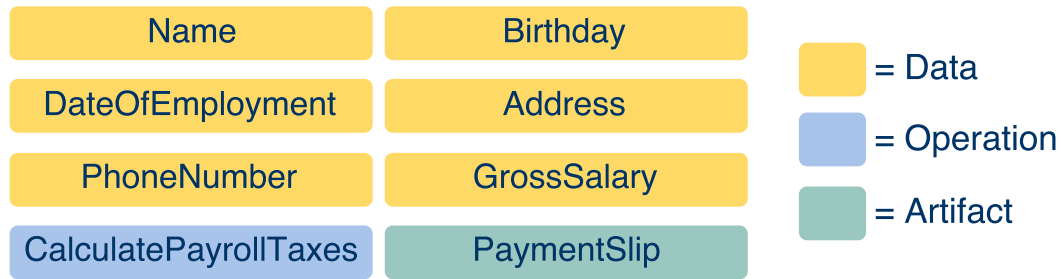 Name
Birthday
DateOfEmployment
Address
PhoneNumber
GrossSalary
CalculatePayrollTaxes
PaymentSlip
= Data
= Operation
= Artifact